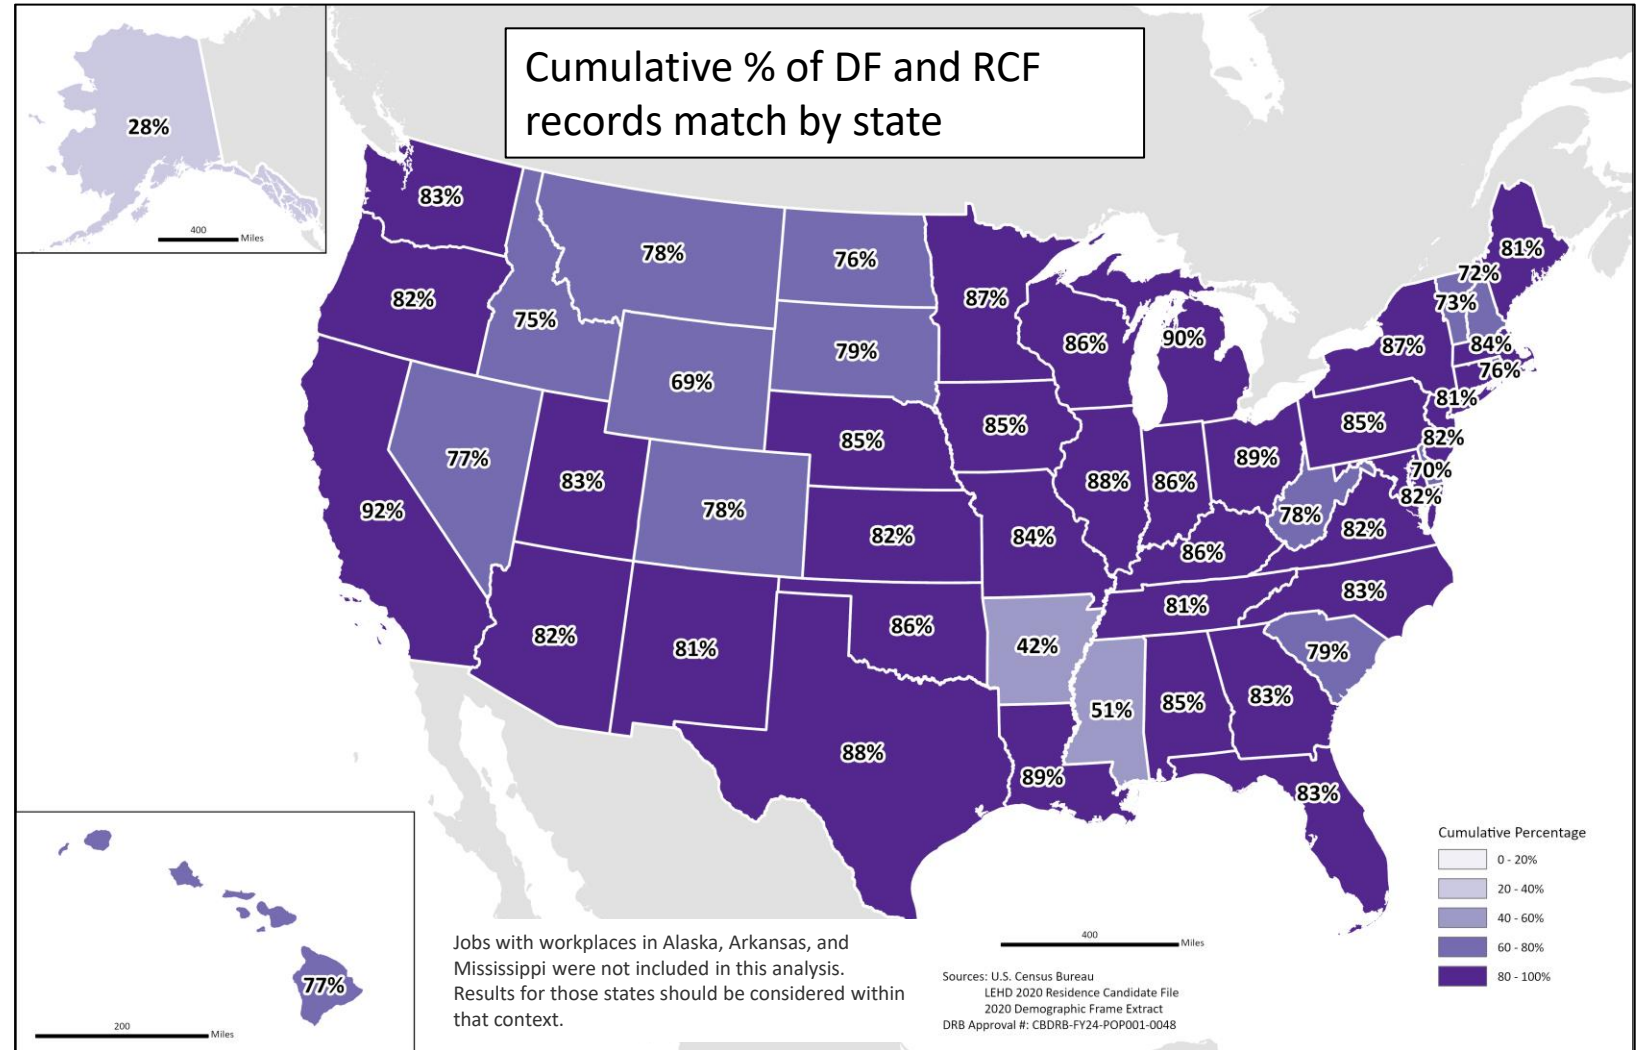 Cumulative % of DF and RCF
records match by state
28%
400
Miles
83%
82%
78%
76%
75%
69%
79%
87%
86%
90%
81%
72%
73%
87%
84%
76%
81%
85%
82%
70%
82%
92%
77%
83%
78%
85%
85%
88%
86%
89%
78%
82%
82%
84%
86%
83%
81%
82%
81%
86%
42%
51%
85%
83%
79%
88%
89%
83%
77%
200
Miles
Jobs with workplaces in Alaska, Arkansas, and
Mississippi were not included in this analysis.
Results for those states should be considered within
that context.
400
Miles
Sources: U.S. Census Bureau
LEHD 2020 Residence Candidate File
2020 Demographic Frame Extract
DRB Approval #: CBDRB-FY24-POP001-0048
Cumulative Percentage
0 - 20%
20 - 40%
40 - 60%
60 - 80%
80 - 100%